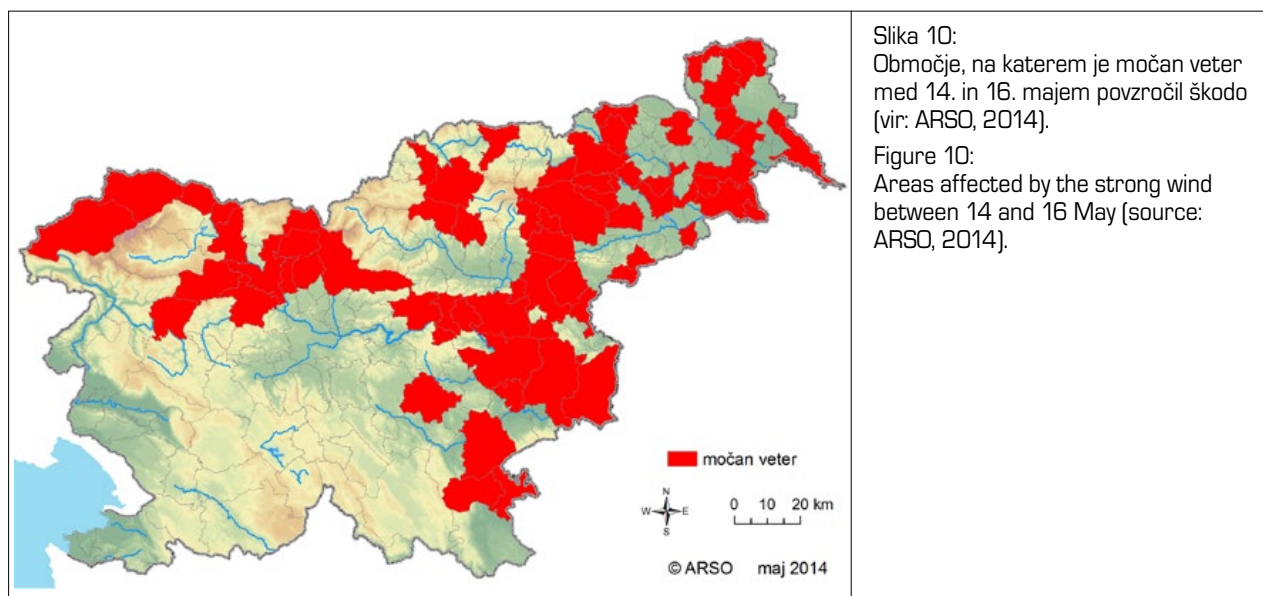 Slika 10:
Območje, na katerem je močan veter
med 14. in 16. majem povzročil škodo
(vir: ARSO, 2014).
Figure 10:
Areas affected by the strong wind
between 14 and 16 May (source:
ARSO, 2014).
močan veter
N
W E
S
0 10 20 km
© ARSO maj 2014